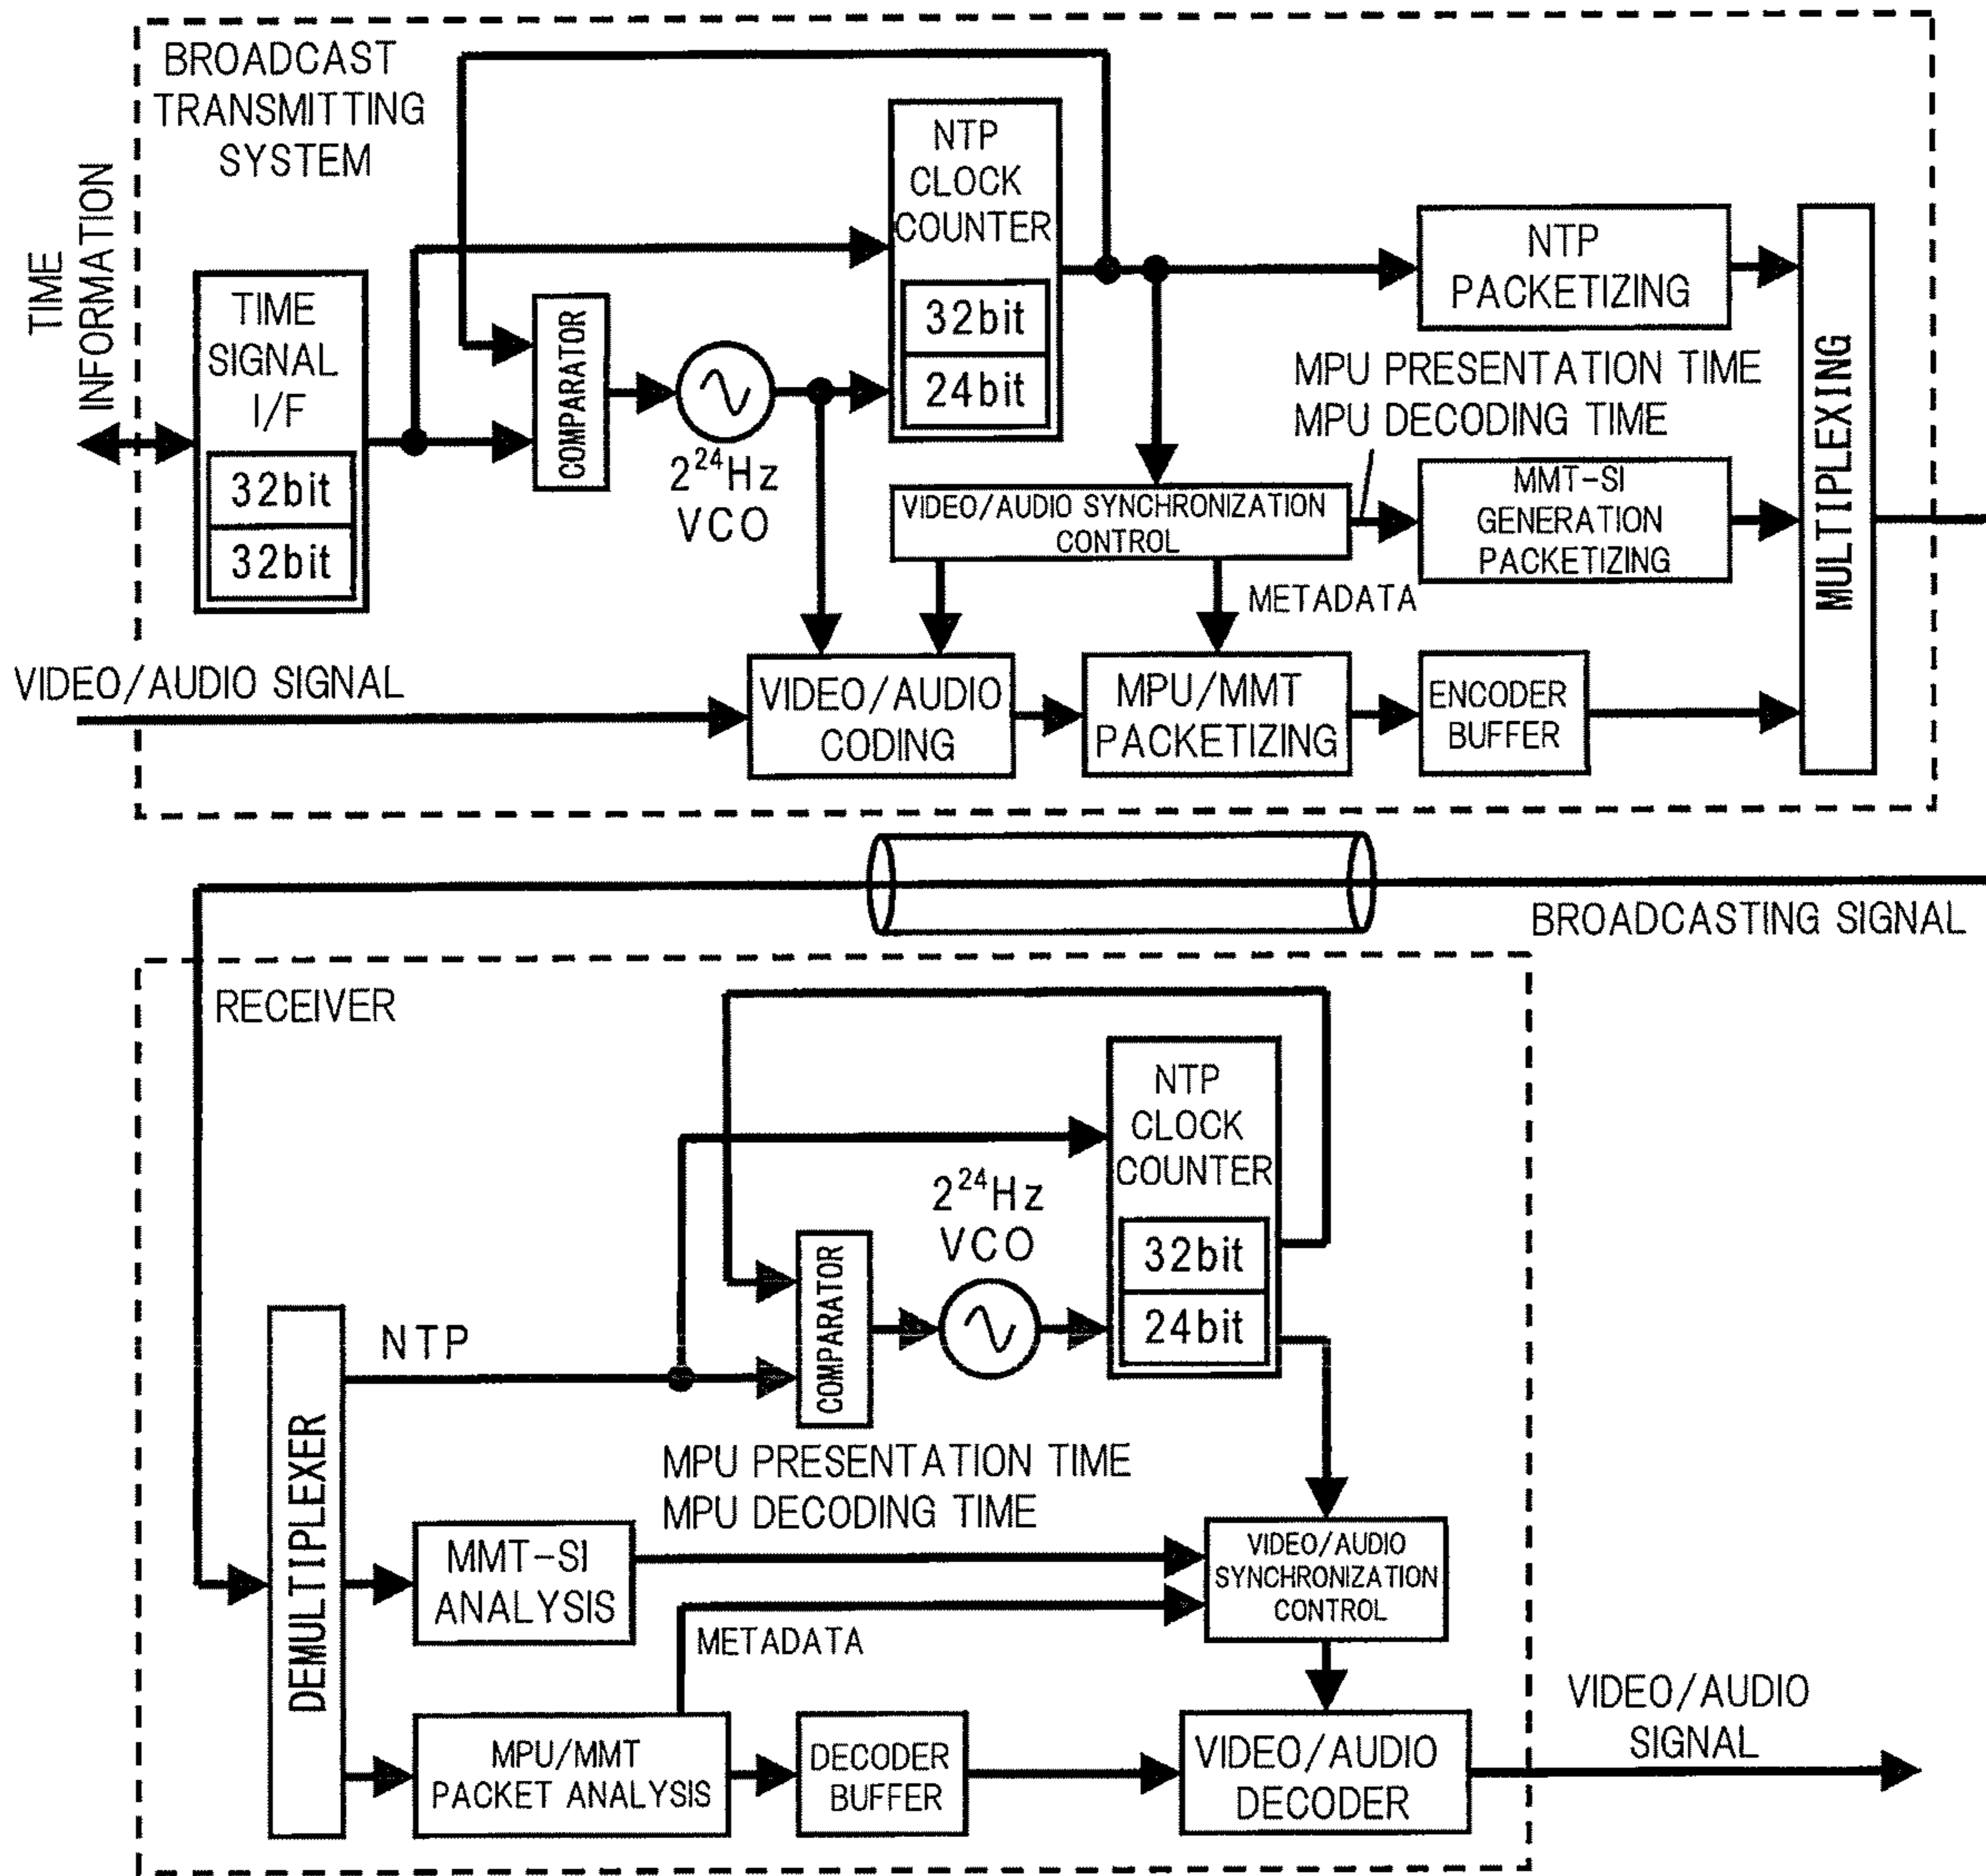 BROADCAST
TRANSMITTING
SYSTEM
TIME
INFORMATION
TIME
SIGNAL
I/F
32bit
32bit
COMPARATOR
2²⁴Hz
VCO
NTP
CLOCK
COUNTER
32bit
24bit
NTP
PACKETIZING
MPU PRESENTATION TIME
MPU DECODING TIME
VIDEO/AUDIO SYNCHRONIZATION
CONTROL
MMT-SI
GENERATION
PACKETIZING
MULTIPLEXING
METADATA
VIDEO/AUDIO SIGNAL
VIDEO/AUDIO
CODING
MPU/MMT
PACKETIZING
ENCODER
BUFFER
BROADCASTING SIGNAL
RECEIVER
NTP
CLOCK
COUNTER
32bit
24bit
2²⁴Hz
VCO
COMPARATOR
NTP
DEMULTIPLEXER
MPU PRESENTATION TIME
MPU DECODING TIME
MMT-SI
ANALYSIS
VIDEO/AUDIO
SYNCHRONIZATION
CONTROL
METADATA
MPU/MMT
PACKET ANALYSIS
DECODER
BUFFER
VIDEO/AUDIO
DECODER
VIDEO/AUDIO
SIGNAL